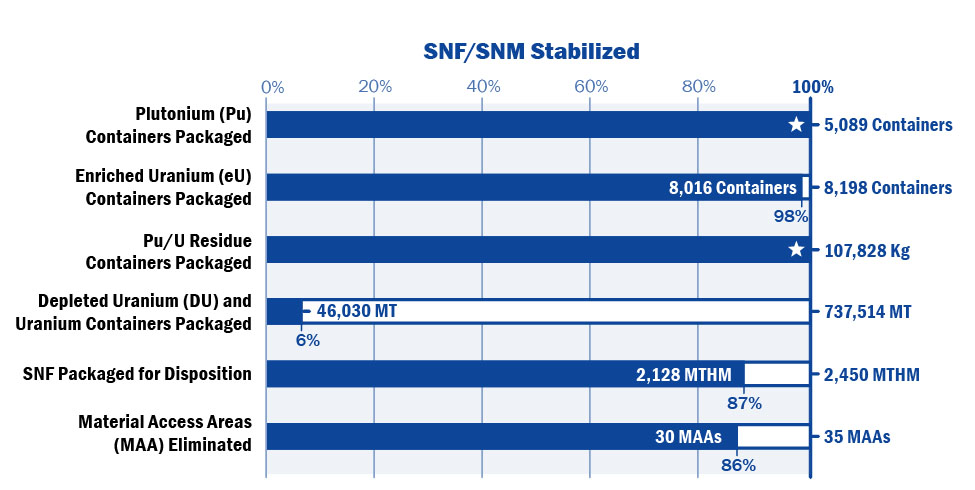 SNF/SNM Stabilized
0% 20% 40% 60% 80% 100%
Plutonium (Pu)
Containers Packaged
5,089 Containers
Enriched Uranium (eU)
Containers Packaged
8,016 Containers
8,198 Containers
98%
Pu/U Residue
Containers Packaged
107,828 Kg
Depleted Uranium (DU) and
Uranium Containers Packaged
46,030 MT
737,514 MT
6%
SNF Packaged for Disposition
2,128 MTHM
2,450 MTHM
87%
Material Access Areas
(MAA) Eliminated
30 MAAs
35 MAAs
86%